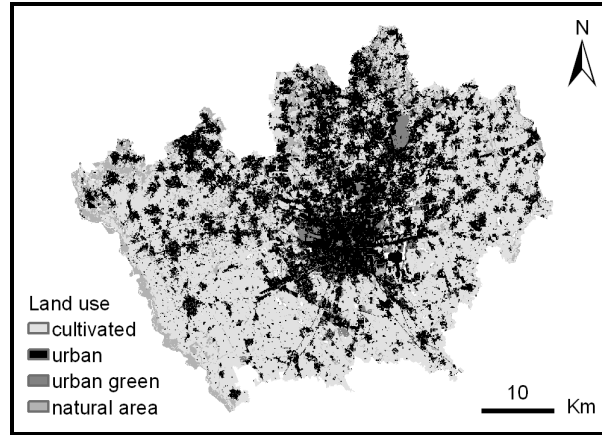 N
Land use
cultivated
urban
urban green
natural area
10
Km